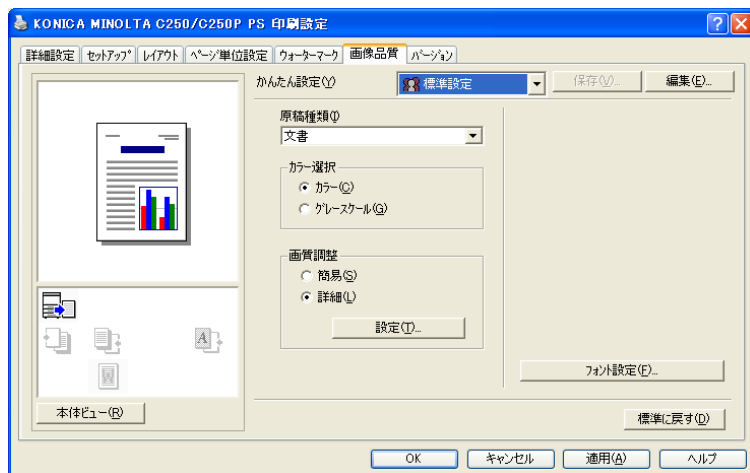 KONICA MINOLTA C250/C250P PS 印刷設定
詳細設定 セットアップ レイアウト ページ単位設定 ウォーターマーク 画像品質 バージョン
かんたん設定(Y) 標準設定 保存(V)... 編集(E)...
原稿種類(I)
文書
カラー選択
カラー(C)
グレースケール(G)
画質調整
簡易(S)
詳細(L)
設定(T)...
フォント設定(F)...
A
本体ビュー(R)
標準に戻す(D)
OK キャンセル 適用(A) ヘルプ